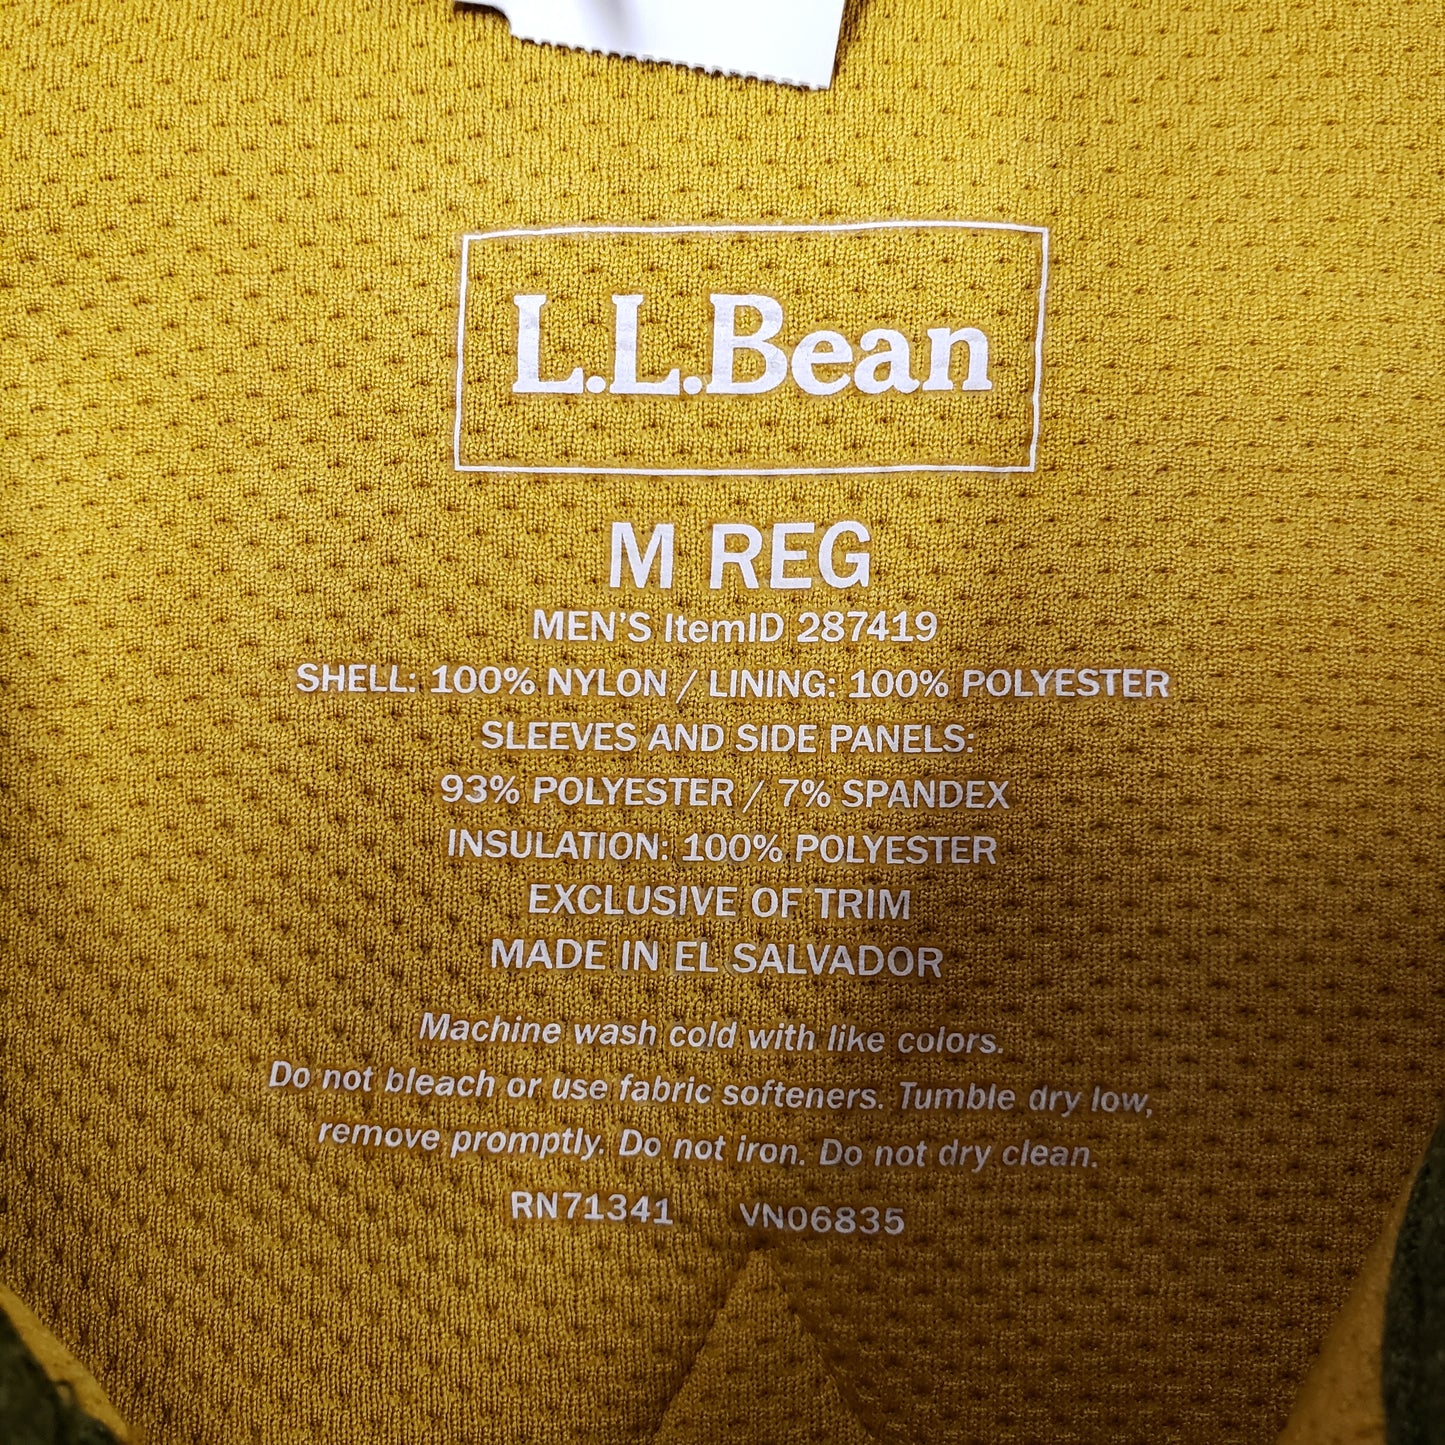 L.L.Bean
M REG
MEN'S ItemID 287419
SHELL: 100% NYLON / LINING: 100% POLYESTER
SLEEVES AND SIDE PANELS:
93% POLYESTER / 7% SPANDEX
INSULATION: 100% POLYESTER
EXCLUSIVE OF TRIM
MADE IN EL SALVADOR
Machine wash cold with like colors.
Do not bleach or use fabric softeners. Tumble dry low,
remove promptly. Do not iron. Do not dry clean.
RN71341 VN06835